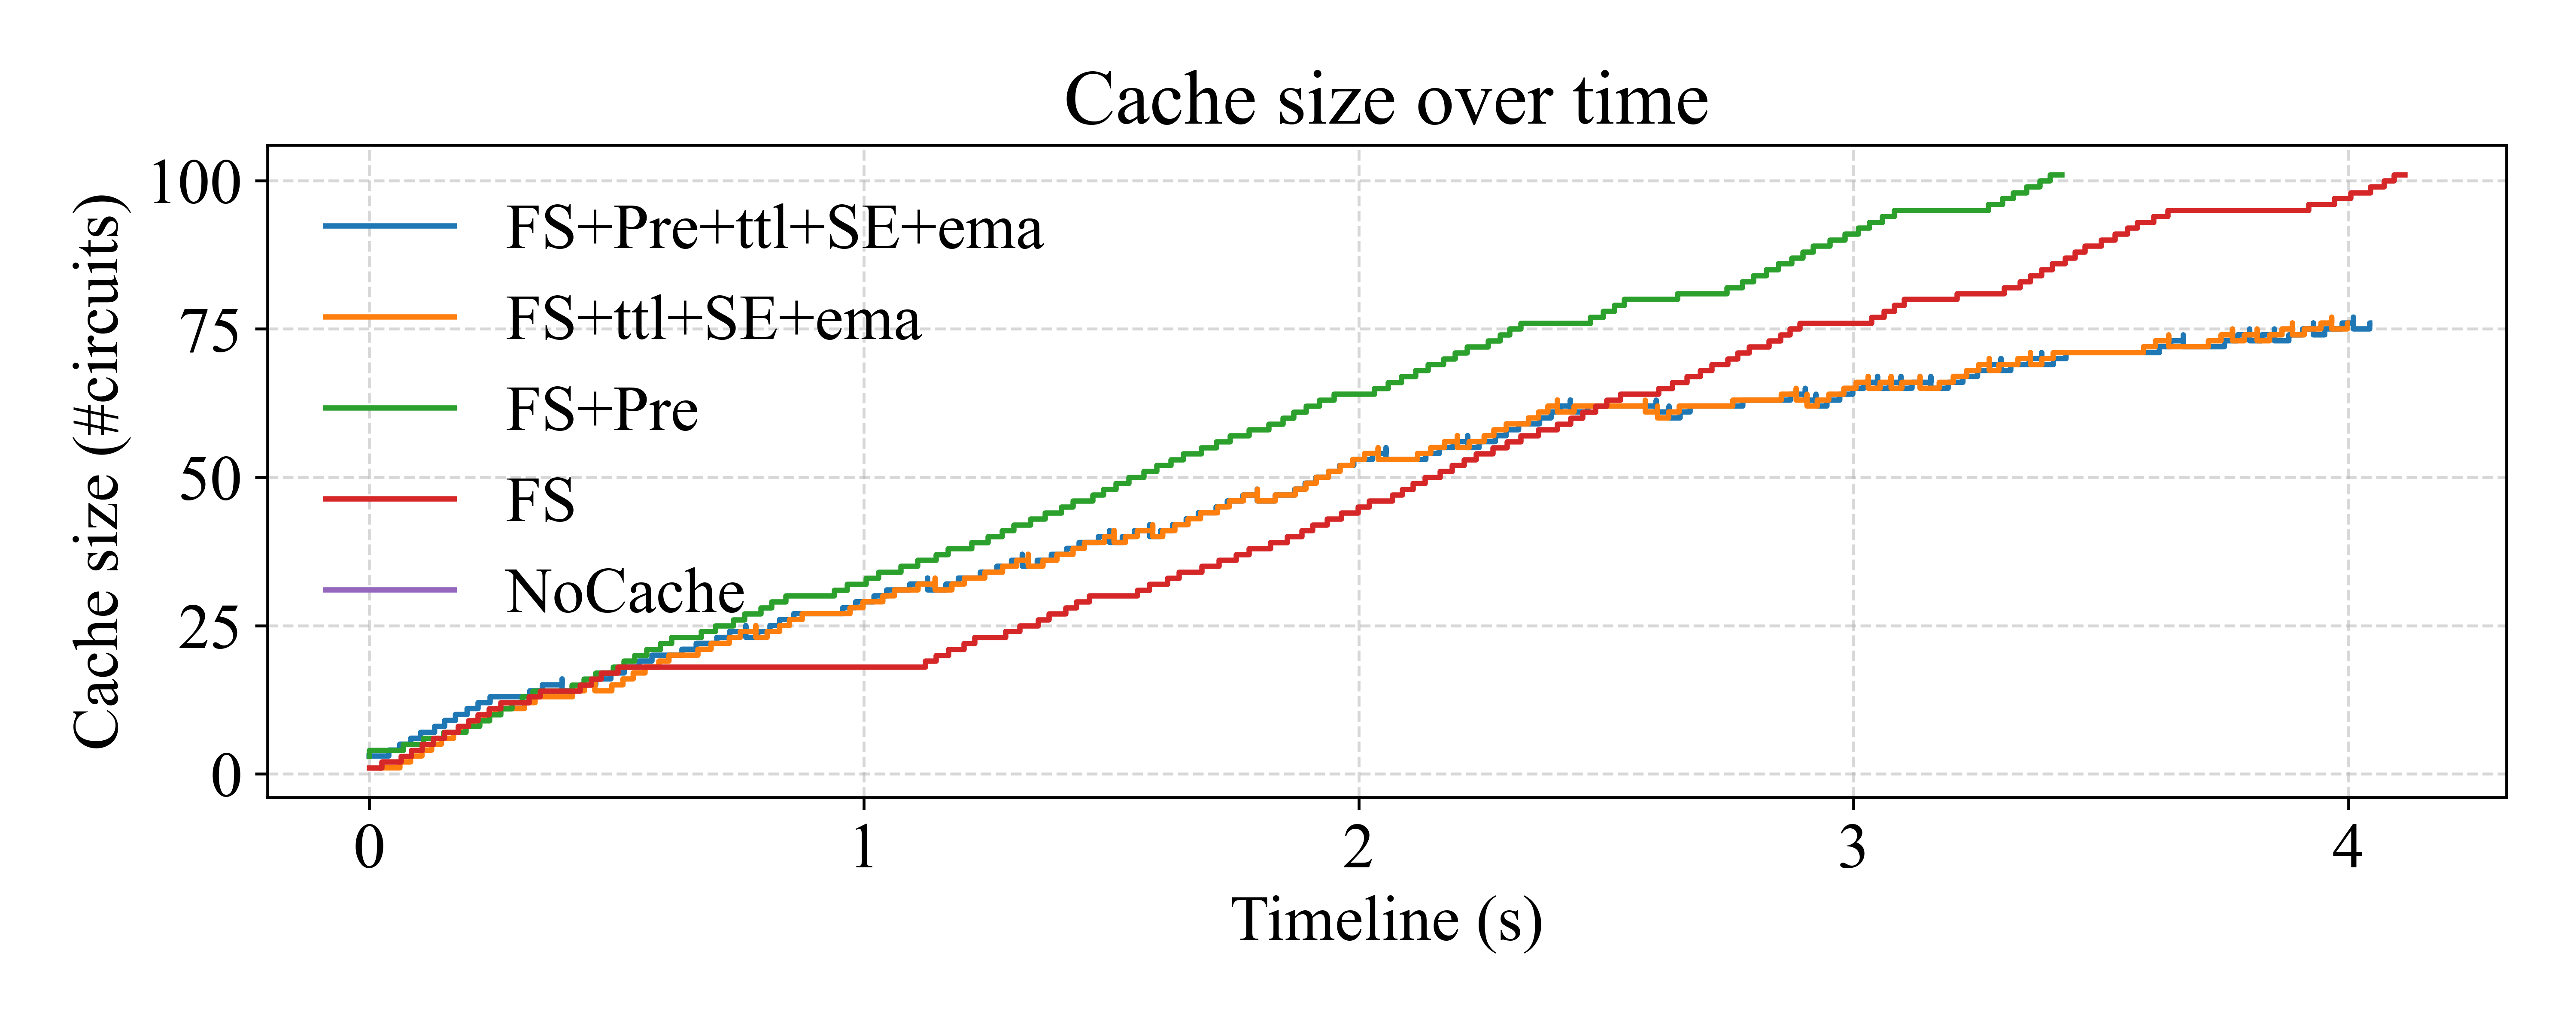 Cache size over time
Cache size (#circuits)
100
75
50
25
0
FS+Pre+ttl+SE+ema
FS+ttl+SE+ema
FS+Pre
FS
NoCache
0 1 2 3 4
Timeline (s)